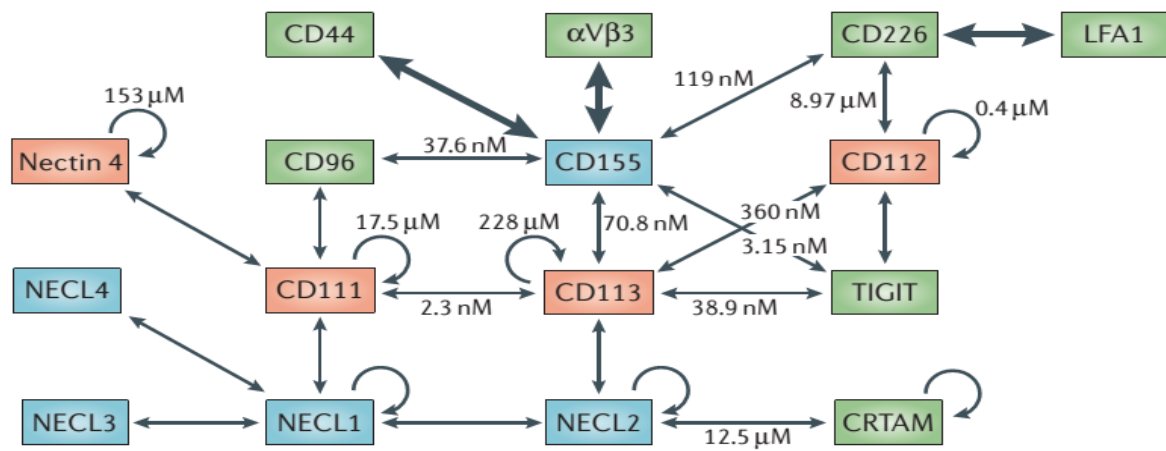 CD44
αVβ3
CD226
LFA1
153 µM
119 nM
8.97 µM
0.4 µM
Nectin 4
CD96
37.6 nM
CD155
CD112
17.5 µM
228 µM
70.8 nM
360 nM
3.15 nM
NECL4
CD111
2.3 nM
CD113
38.9 nM
TIGIT
NECL3
NECL1
NECL2
12.5 µM
CRTAM